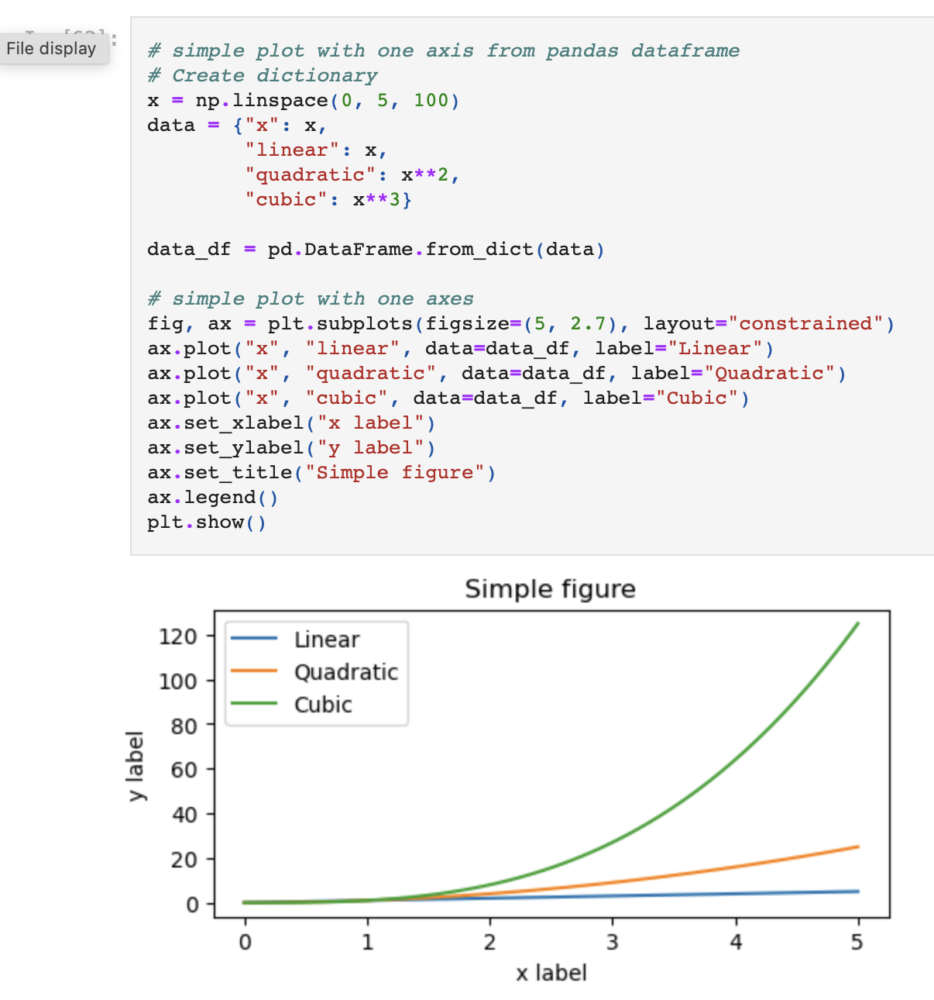 File display
# simple plot with one axis from pandas dataframe
# Create dictionary
x = np.linspace(0, 5, 100)
data = {"x": x,
        "linear": x,
        "quadratic": x**2,
        "cubic": x**3}
data_df = pd.DataFrame.from_dict(data)
# simple plot with one axes
fig, ax = plt.subplots(figsize=(5, 2.7), layout="constrained")
ax.plot("x", "linear", data=data_df, label="Linear")
ax.plot("x", "quadratic", data=data_df, label="Quadratic")
ax.plot("x", "cubic", data=data_df, label="Cubic")
ax.set_xlabel("x label")
ax.set_ylabel("y label")
ax.set_title("Simple figure")
ax.legend()
plt.show()
Simple figure
Linear
Quadratic
Cubic
120
100
80
60
40
20
0
y label
0 1 2 3 4 5
x label